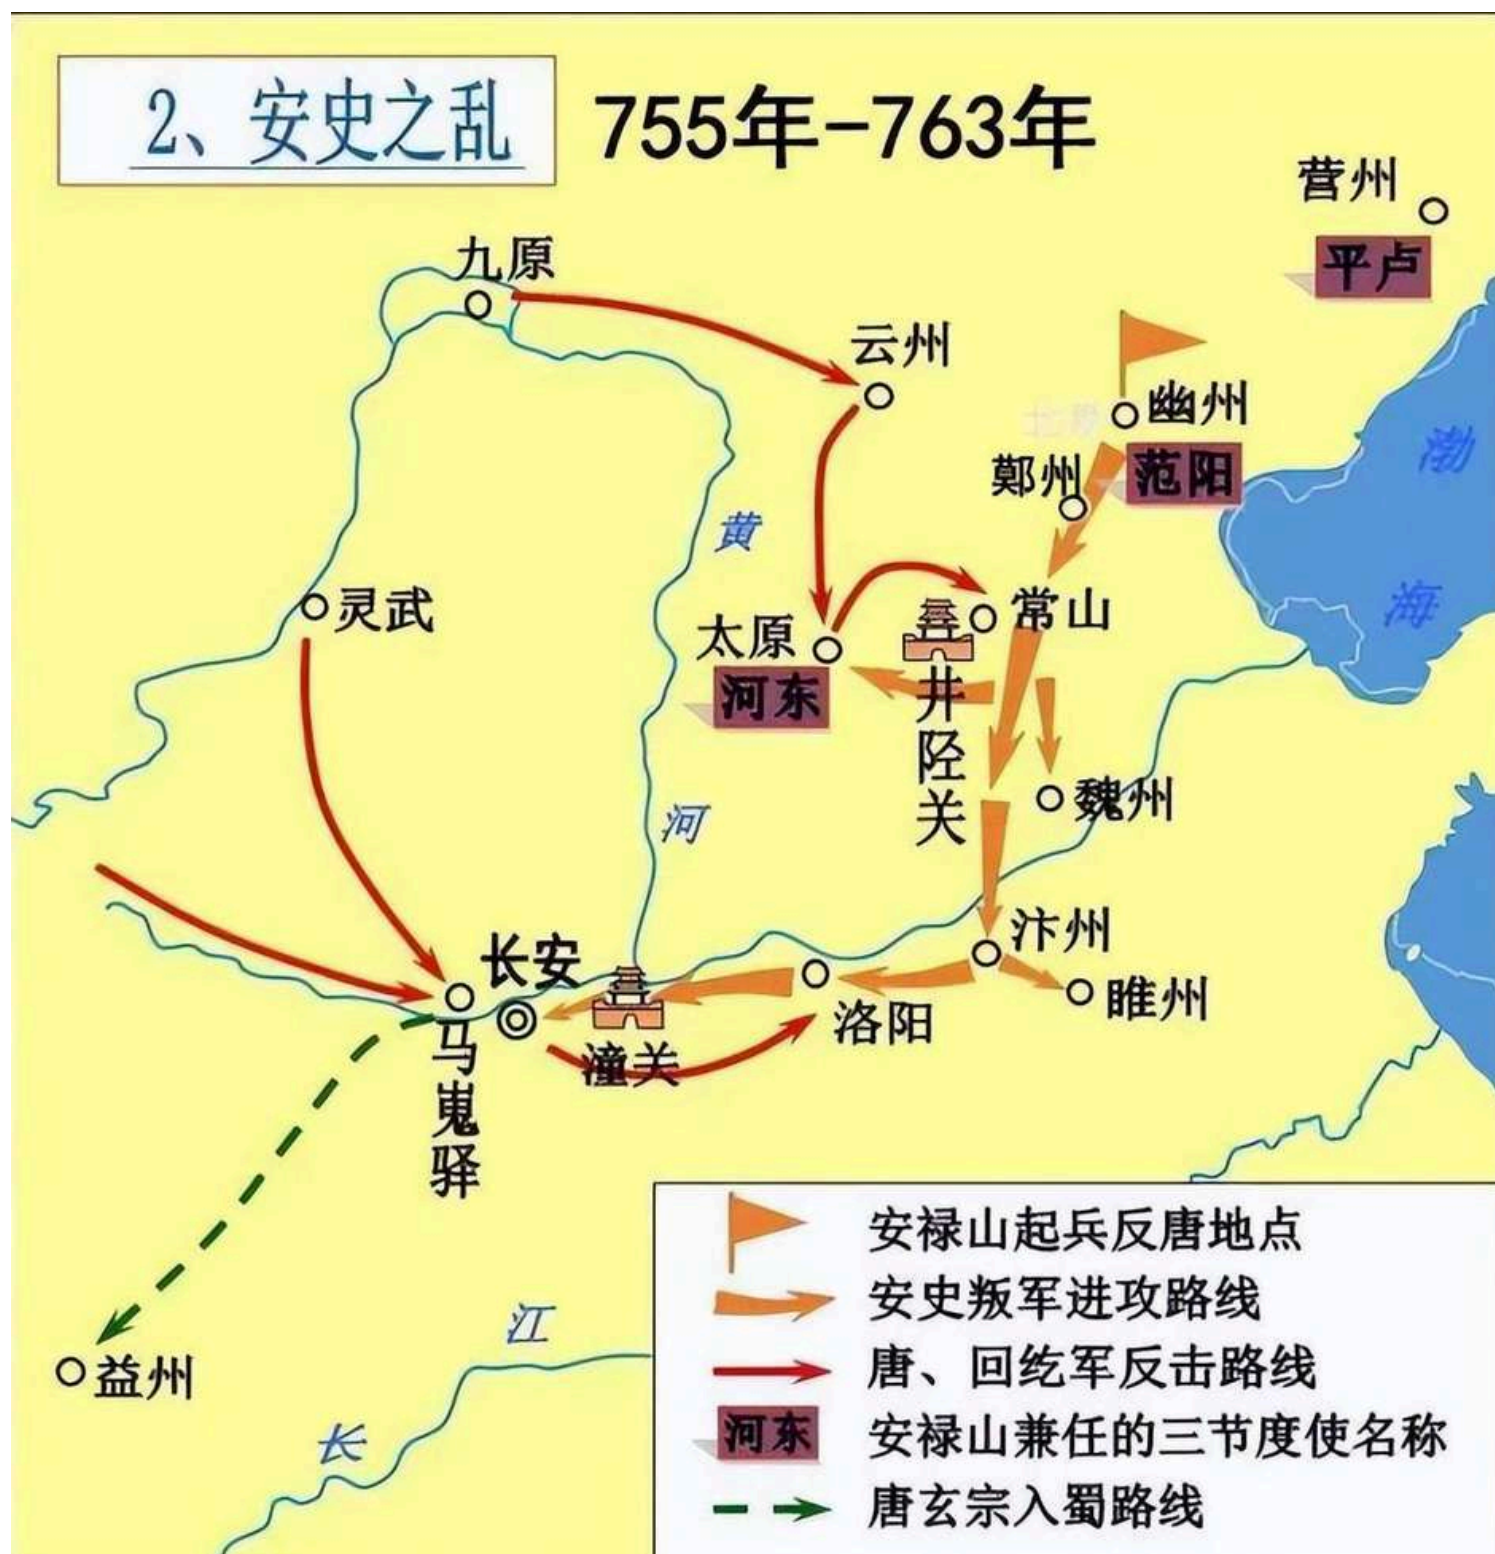 2、安史之乱
755年-763年
营州
平卢
九原
云州
幽州
范阳
鄭州
渤
海
黄
河
灵武
太原
河东
常山
井陉关
魏州
汴州
睢州
洛阳
长安
潼关
马嵬驿
益州
长
江
安禄山起兵反唐地点
安史叛军进攻路线
唐、回纥军反击路线
河东
安禄山兼任的三节度使名称
唐玄宗入蜀路线